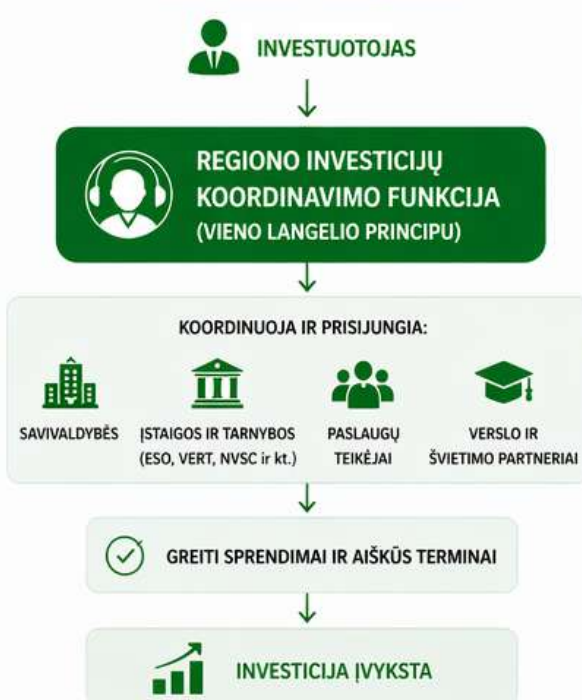 INVESTUOTOJAS
REGIONO INVESTICIJŲ
KOORDINAVIMO FUNKCIJA
(VIENO LANGELIO PRINCIPU)
KOORDINUOJA IR PRISIJUNGIA:
SAVIVALDYBĖS
ĮSTAIGOS IR TARNYBOS
(ESO, VERT, NVSC ir kt.)
PASLAUGŲ
TEIKĖJAI
VERSLO IR
ŠVIETIMO PARTNERIAI
GREITI SPRENDIMAI IR AIŠKŪS TERMINAI
INVESTICIJA ĮVYKSTA